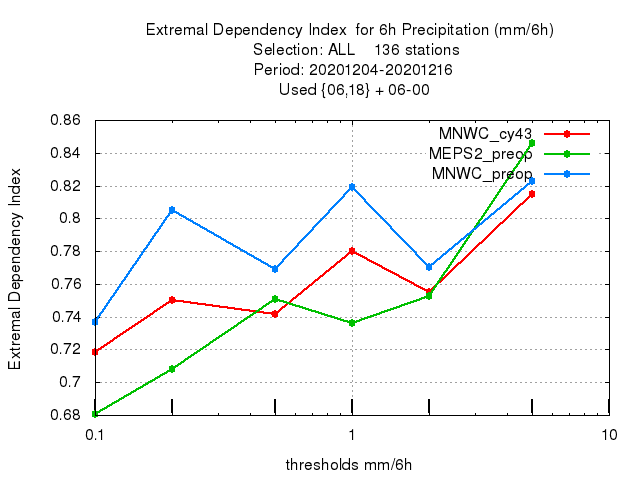 Extremal Dependency Index  for 6h Precipitation (mm/6h)
Selection: ALL    136 stations
Period: 20201204-20201216
Used {06,18} + 06-00
MNWC_cy43
MEPS2_preop
MNWC_preop
Extremal Dependency Index
0.86
0.84
0.82
0.8
0.78
0.76
0.74
0.72
0.7
0.68
0.1
1
10
thresholds mm/6h